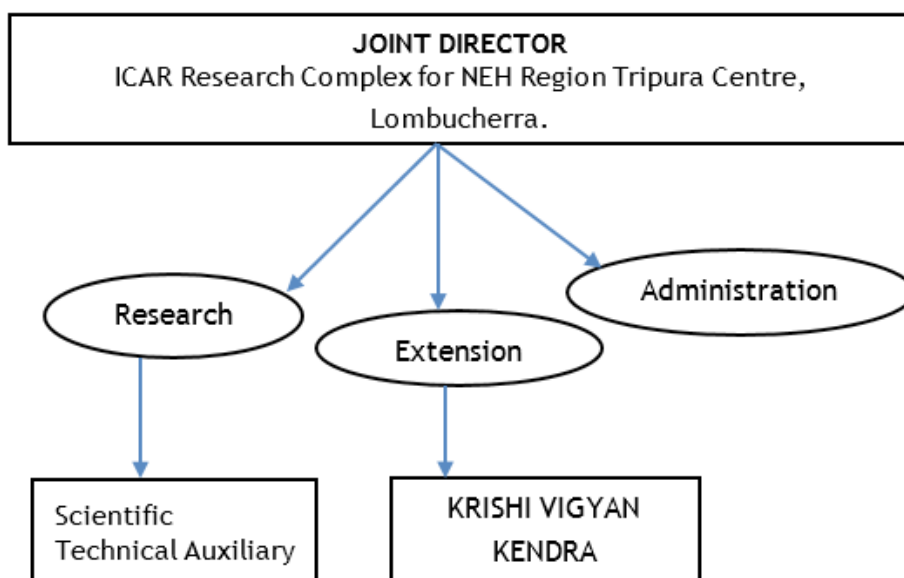 JOINT DIRECTOR
ICAR Research Complex for NEH Region Tripura Centre,
Lombucherra.
Research
Extension
Administration
Scientific
Technical Auxiliary
KRISHI VIGYAN
KENDRA